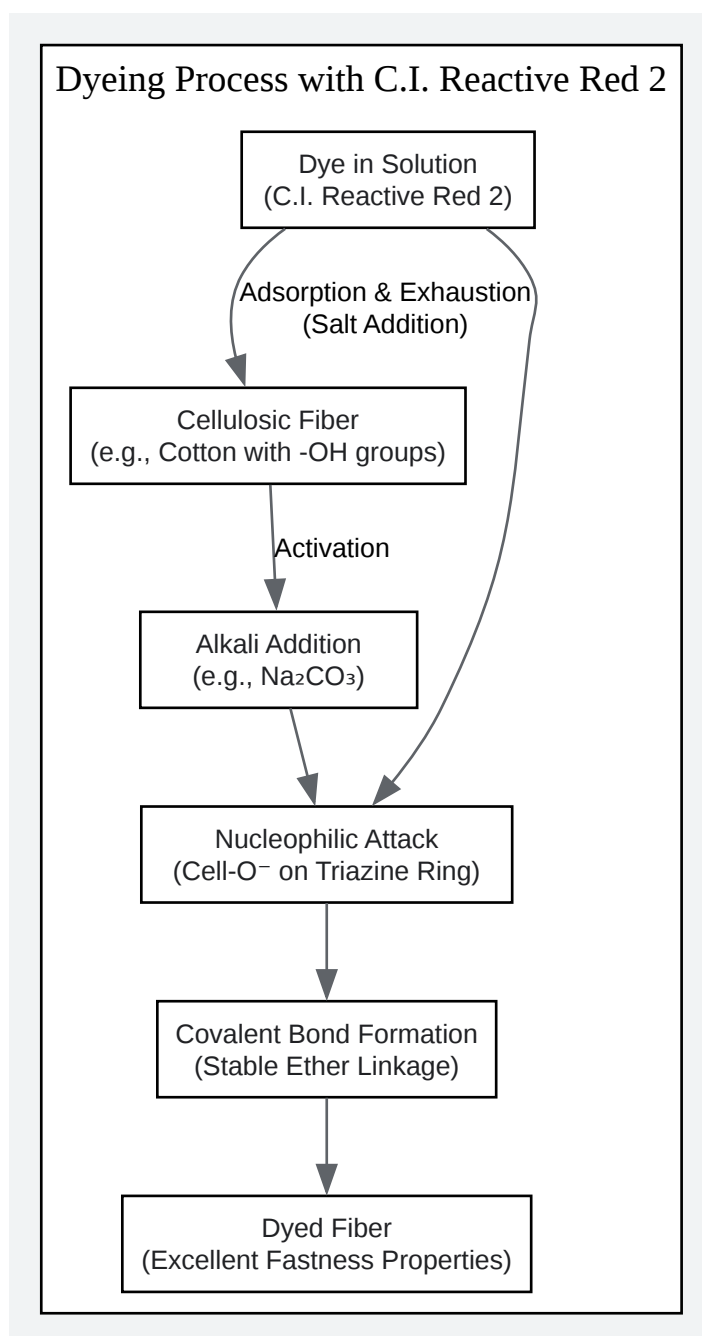 Dyeing Process with C.I. Reactive Red 2
Dye in Solution
(C.I. Reactive Red 2)
Adsorption & Exhaustion
(Salt Addition)
Cellulosic Fiber
(e.g., Cotton with -OH groups)
Activation
Alkali Addition
(e.g., Na₂CO₃)
Nucleophilic Attack
(Cell-O⁻ on Triazine Ring)
Covalent Bond Formation
(Stable Ether Linkage)
Dyed Fiber
(Excellent Fastness Properties)